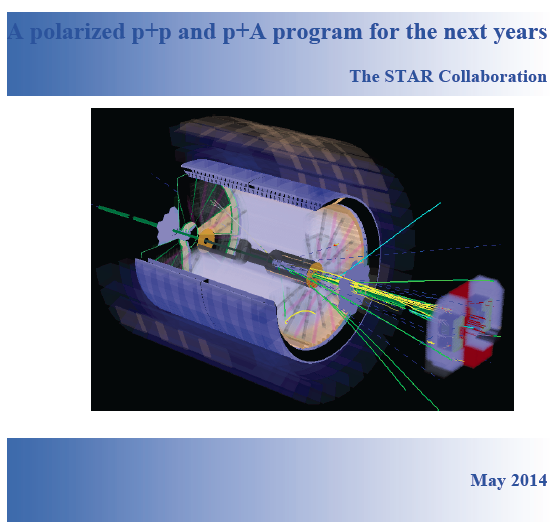 A polarized p+p and p+A program for the next years
The STAR Collaboration
May 2014